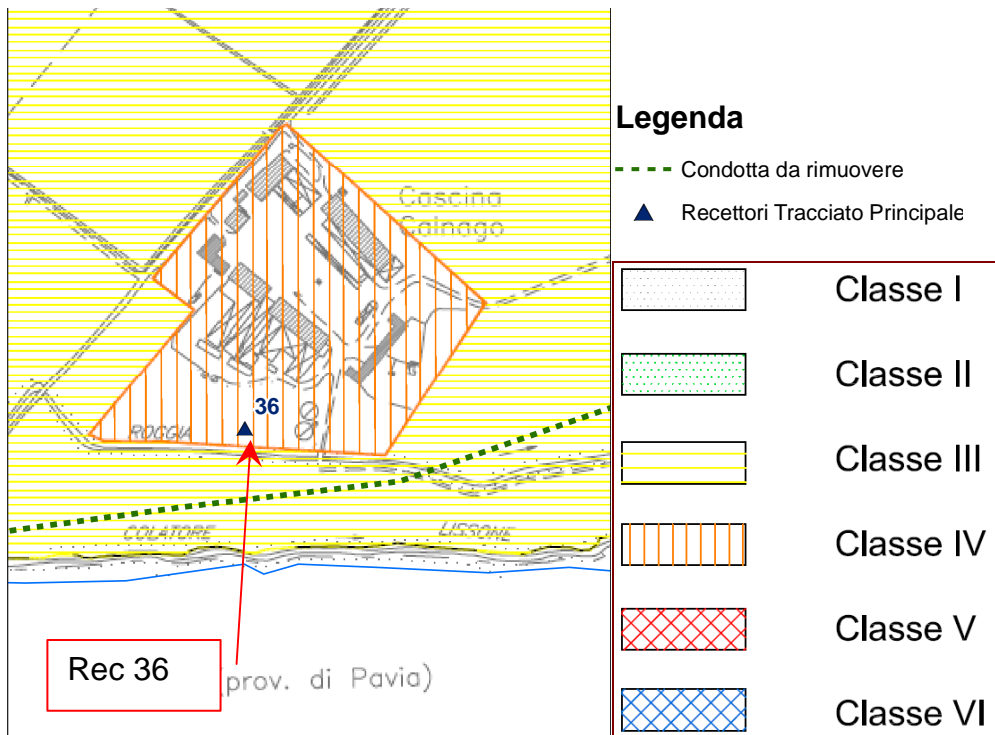 Cascina
Cainago
36
ROGGIA
COLATORE
LISSONE
Rec 36
(prov. di Pavia)
Legenda
Condotta da rimuovere
Recettori Tracciato Principale
Classe I
Classe II
Classe III
Classe IV
Classe V
Classe VI